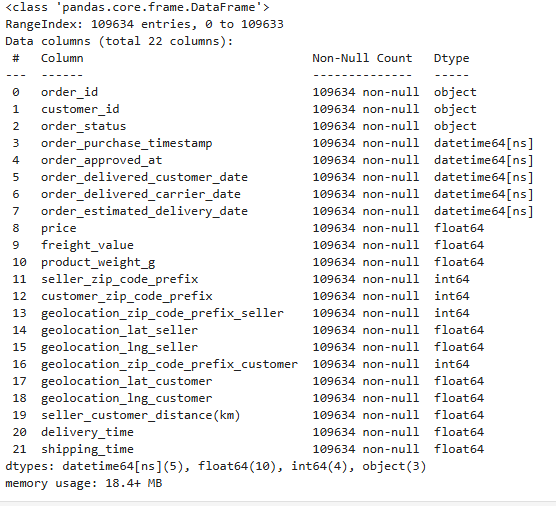 <class 'pandas.core.frame.DataFrame'>
RangeIndex: 109634 entries, 0 to 109633
Data columns (total 22 columns):
 #   Column                               Non-Null Count   Dtype
---  ------                               --------------   -----
 0   order_id                             109634 non-null  object
 1   customer_id                          109634 non-null  object
 2   order_status                         109634 non-null  object
 3   order_purchase_timestamp             109634 non-null  datetime64[ns]
 4   order_approved_at                    109634 non-null  datetime64[ns]
 5   order_delivered_customer_date        109634 non-null  datetime64[ns]
 6   order_delivered_carrier_date         109634 non-null  datetime64[ns]
 7   order_estimated_delivery_date        109634 non-null  datetime64[ns]
 8   price                                109634 non-null  float64
 9   freight_value                        109634 non-null  float64
 10  product_weight_g                     109634 non-null  float64
 11  seller_zip_code_prefix               109634 non-null  int64
 12  customer_zip_code_prefix             109634 non-null  int64
 13  geolocation_zip_code_prefix_seller   109634 non-null  int64
 14  geolocation_lat_seller               109634 non-null  float64
 15  geolocation_lng_seller               109634 non-null  float64
 16  geolocation_zip_code_prefix_customer 109634 non-null  int64
 17  geolocation_lat_customer             109634 non-null  float64
 18  geolocation_lng_customer             109634 non-null  float64
 19  seller_customer_distance(km)         109634 non-null  float64
 20  delivery_time                        109634 non-null  float64
 21  shipping_time                        109634 non-null  float64
dtypes: datetime64[ns](5), float64(10), int64(4), object(3)
memory usage: 18.4+ MB